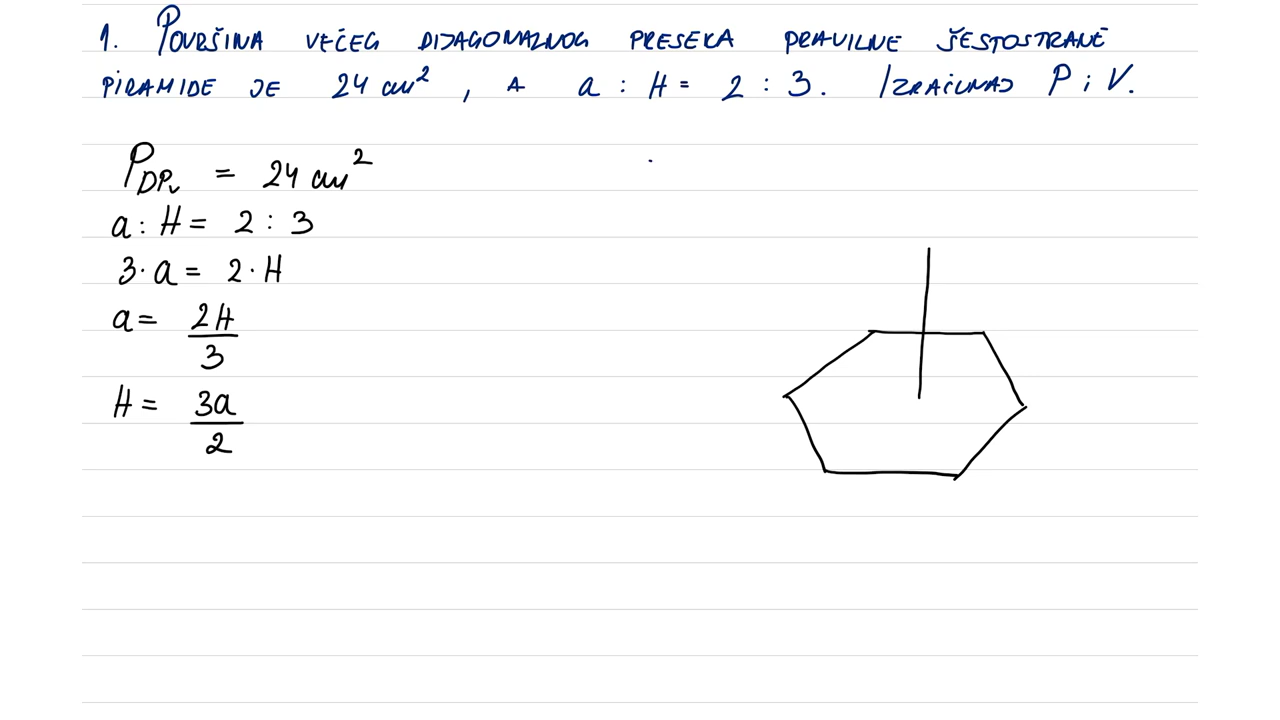 1. POVRŠINA VEĆEG DIJAGONALNOG PRESEKA PRAVILNE ŠESTOSTRANE
PIRAMIDE JE 24 cm², A a : H = 2 : 3. IZRAČUNAJ P i V.
P_DPv = 24 cm²
a : H = 2 : 3
3 · a = 2 · H
a = 2H/3
H = 3a/2